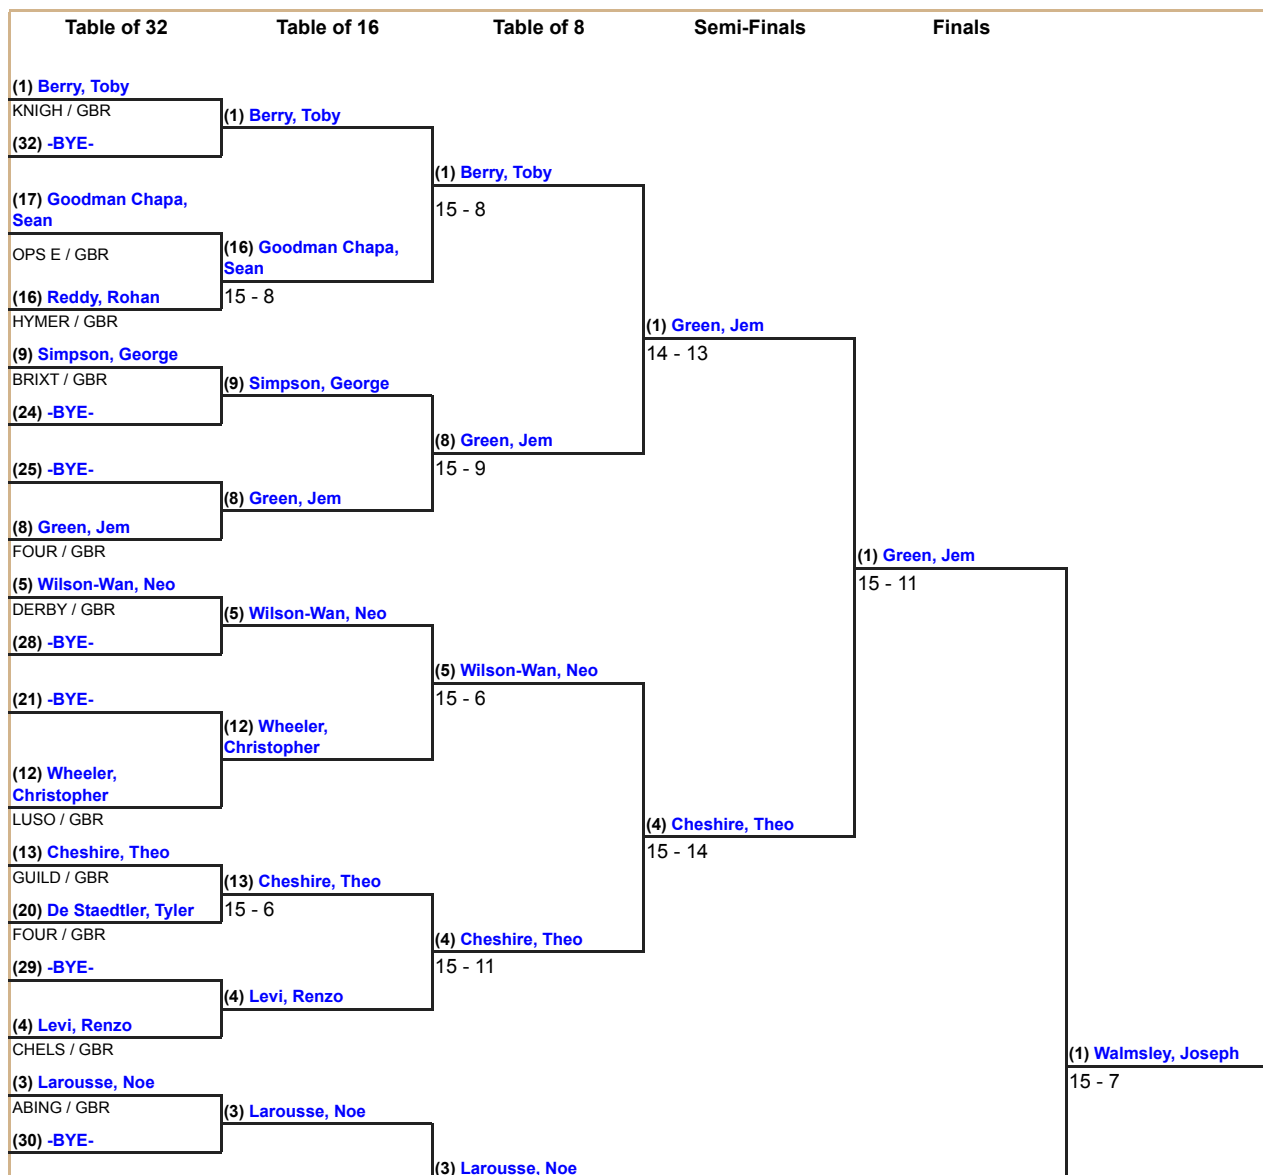 Table of 32
Table of 16
Table of 8
Semi-Finals
Finals
(1) Berry, Toby
KNIGH / GBR
(32) -BYE-
(17) Goodman Chapa,
Sean
OPS E / GBR
(16) Reddy, Rohan
HYMER / GBR
(9) Simpson, George
BRIXT / GBR
(24) -BYE-
(25) -BYE-
(8) Green, Jem
FOUR / GBR
(5) Wilson-Wan, Neo
DERBY / GBR
(28) -BYE-
(21) -BYE-
(12) Wheeler,
Christopher
LUSO / GBR
(13) Cheshire, Theo
GUILD / GBR
(20) De Staedtler, Tyler
FOUR / GBR
(29) -BYE-
(4) Levi, Renzo
CHELS / GBR
(3) Larousse, Noe
ABING / GBR
(30) -BYE-
(1) Berry, Toby
(16) Goodman Chapa,
Sean
15 - 8
(9) Simpson, George
(8) Green, Jem
(5) Wilson-Wan, Neo
(12) Wheeler,
Christopher
(13) Cheshire, Theo
15 - 6
(4) Levi, Renzo
(3) Larousse, Noe
(1) Berry, Toby
15 - 8
(8) Green, Jem
15 - 9
(5) Wilson-Wan, Neo
15 - 6
(4) Cheshire, Theo
15 - 11
(3) Larousse, Noe
(1) Green, Jem
14 - 13
(4) Cheshire, Theo
15 - 14
(1) Green, Jem
15 - 11
(1) Walmsley, Joseph
15 - 7